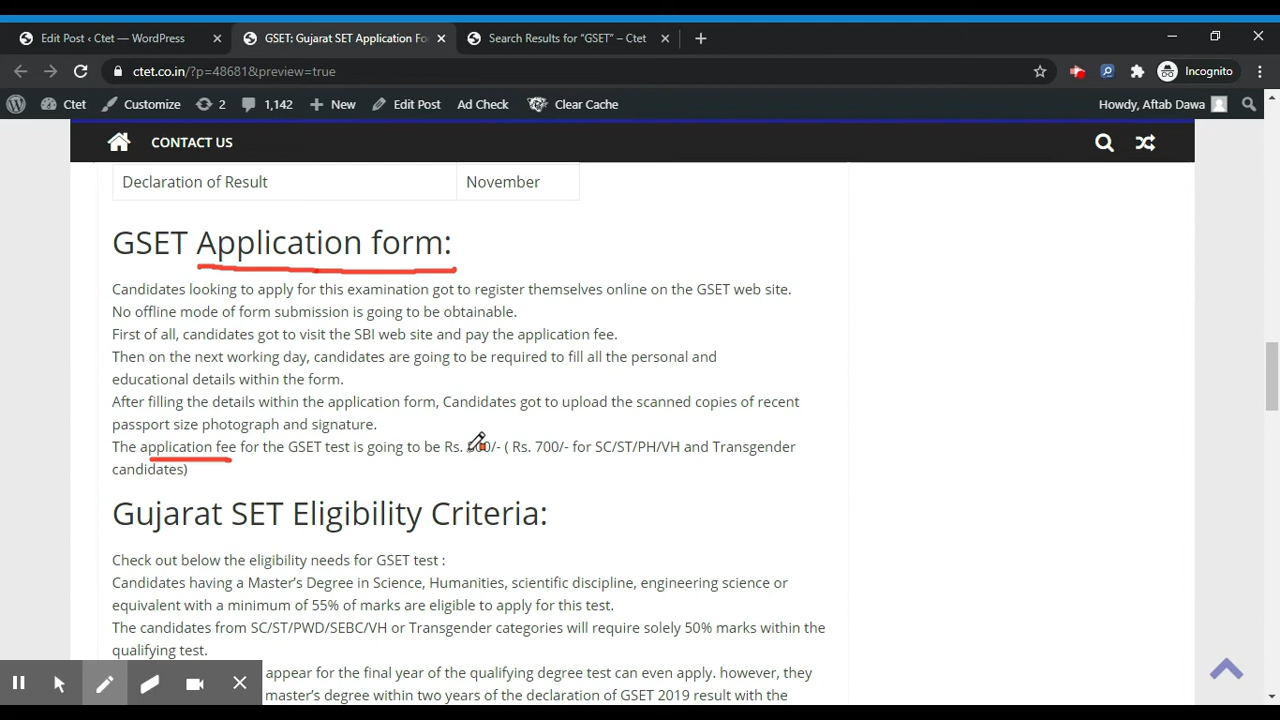 Edit Post ‹ Ctet — WordPress
GSET: Gujarat SET Application Fo
Search Results for “GSET” – Ctet
ctet.co.in/?p=48681&preview=true
Incognito
Ctet
Customize
2
1,142
New
Edit Post
Ad Check
Clear Cache
Howdy, Aftab Dawa
CONTACT US
Declaration of Result November
GSET Application form:
Candidates looking to apply for this examination got to register themselves online on the GSET web site.
No offline mode of form submission is going to be obtainable.
First of all, candidates got to visit the SBI web site and pay the application fee.
Then on the next working day, candidates are going to be required to fill all the personal and
educational details within the form.
After filling the details within the application form, Candidates got to upload the scanned copies of recent
passport size photograph and signature.
The application fee for the GSET test is going to be Rs. ( Rs. 700/- for SC/ST/PH/VH and Transgender
candidates)
Gujarat SET Eligibility Criteria:
Check out below the eligibility needs for GSET test :
Candidates having a Master’s Degree in Science, Humanities, scientific discipline, engineering science or
equivalent with a minimum of 55% of marks are eligible to apply for this test.
The candidates from SC/ST/PWD/SEBC/VH or Transgender categories will require solely 50% marks within the
qualifying test.
appear for the final year of the qualifying degree test can even apply. however, they
master’s degree within two years of the declaration of GSET 2019 result with the